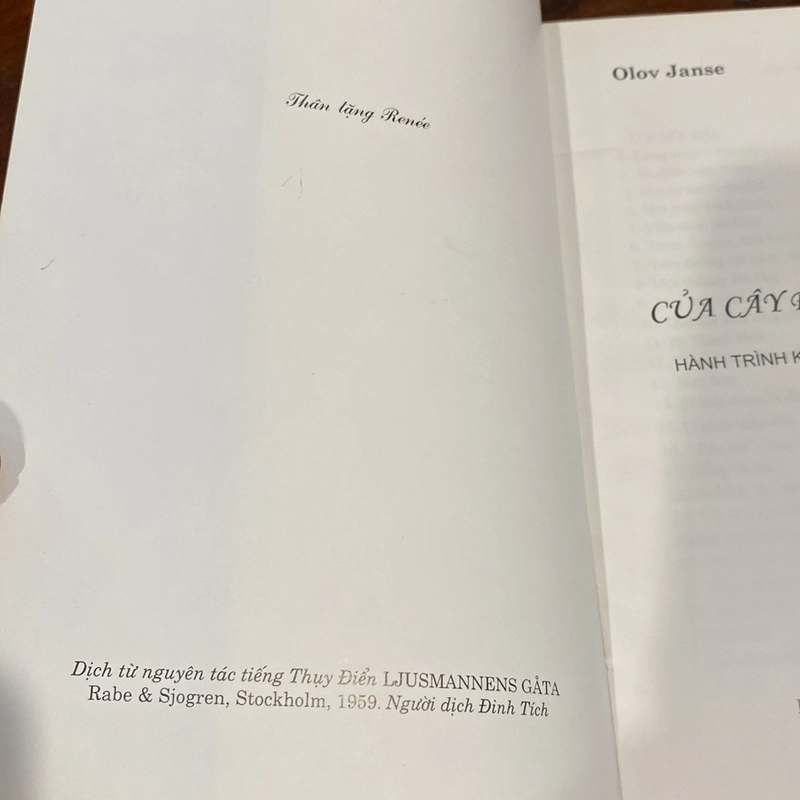 Thân tặng Renée
Dịch từ nguyên tác tiếng Thụy Điển LJUSMANNENS GÅTA
Rabe & Sjogren, Stockholm, 1959. Người dịch Đinh Tích
Olov Janse
CỦA CÂY
HÀNH TRÌNH K